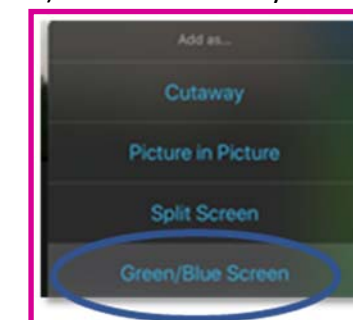 Add as...
Cutaway
Picture in Picture
Split Screen
Green/Blue Screen